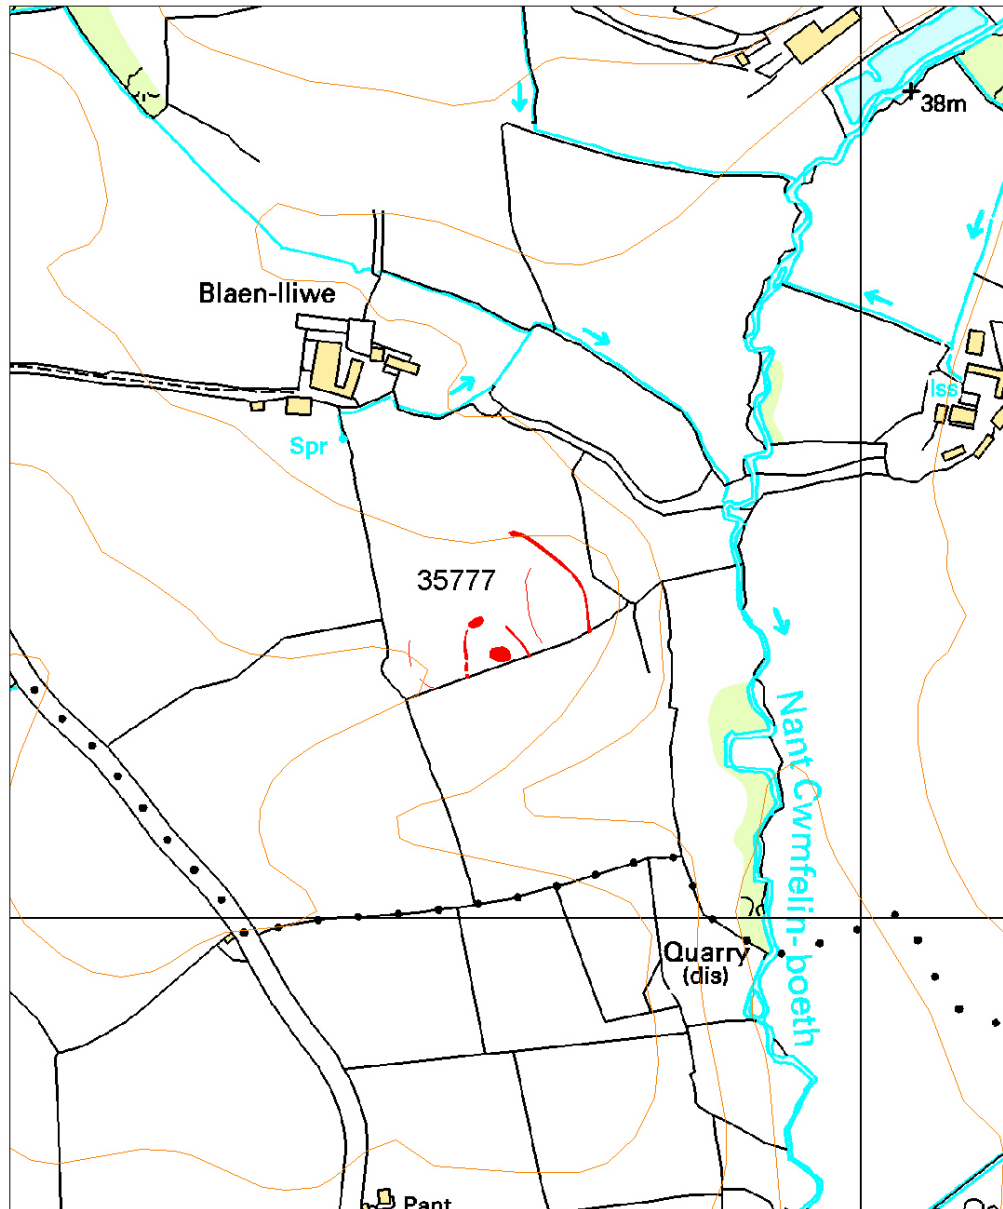 38m
Blaen-lliwe
Iss
Spr
35777
Nant Cwmfelin-boeth
Quarry
(dis)
Pant